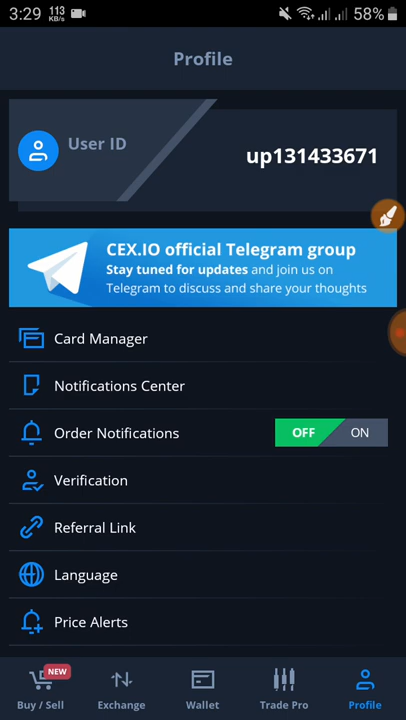 3:29 113 KB/s 58%
Profile
User ID
up131433671
CEX.IO official Telegram group
Stay tuned for updates and join us on
Telegram to discuss and share your thoughts
Card Manager
Notifications Center
Order Notifications OFF ON
Verification
Referral Link
Language
Price Alerts
NEW
Buy / Sell Exchange Wallet Trade Pro Profile